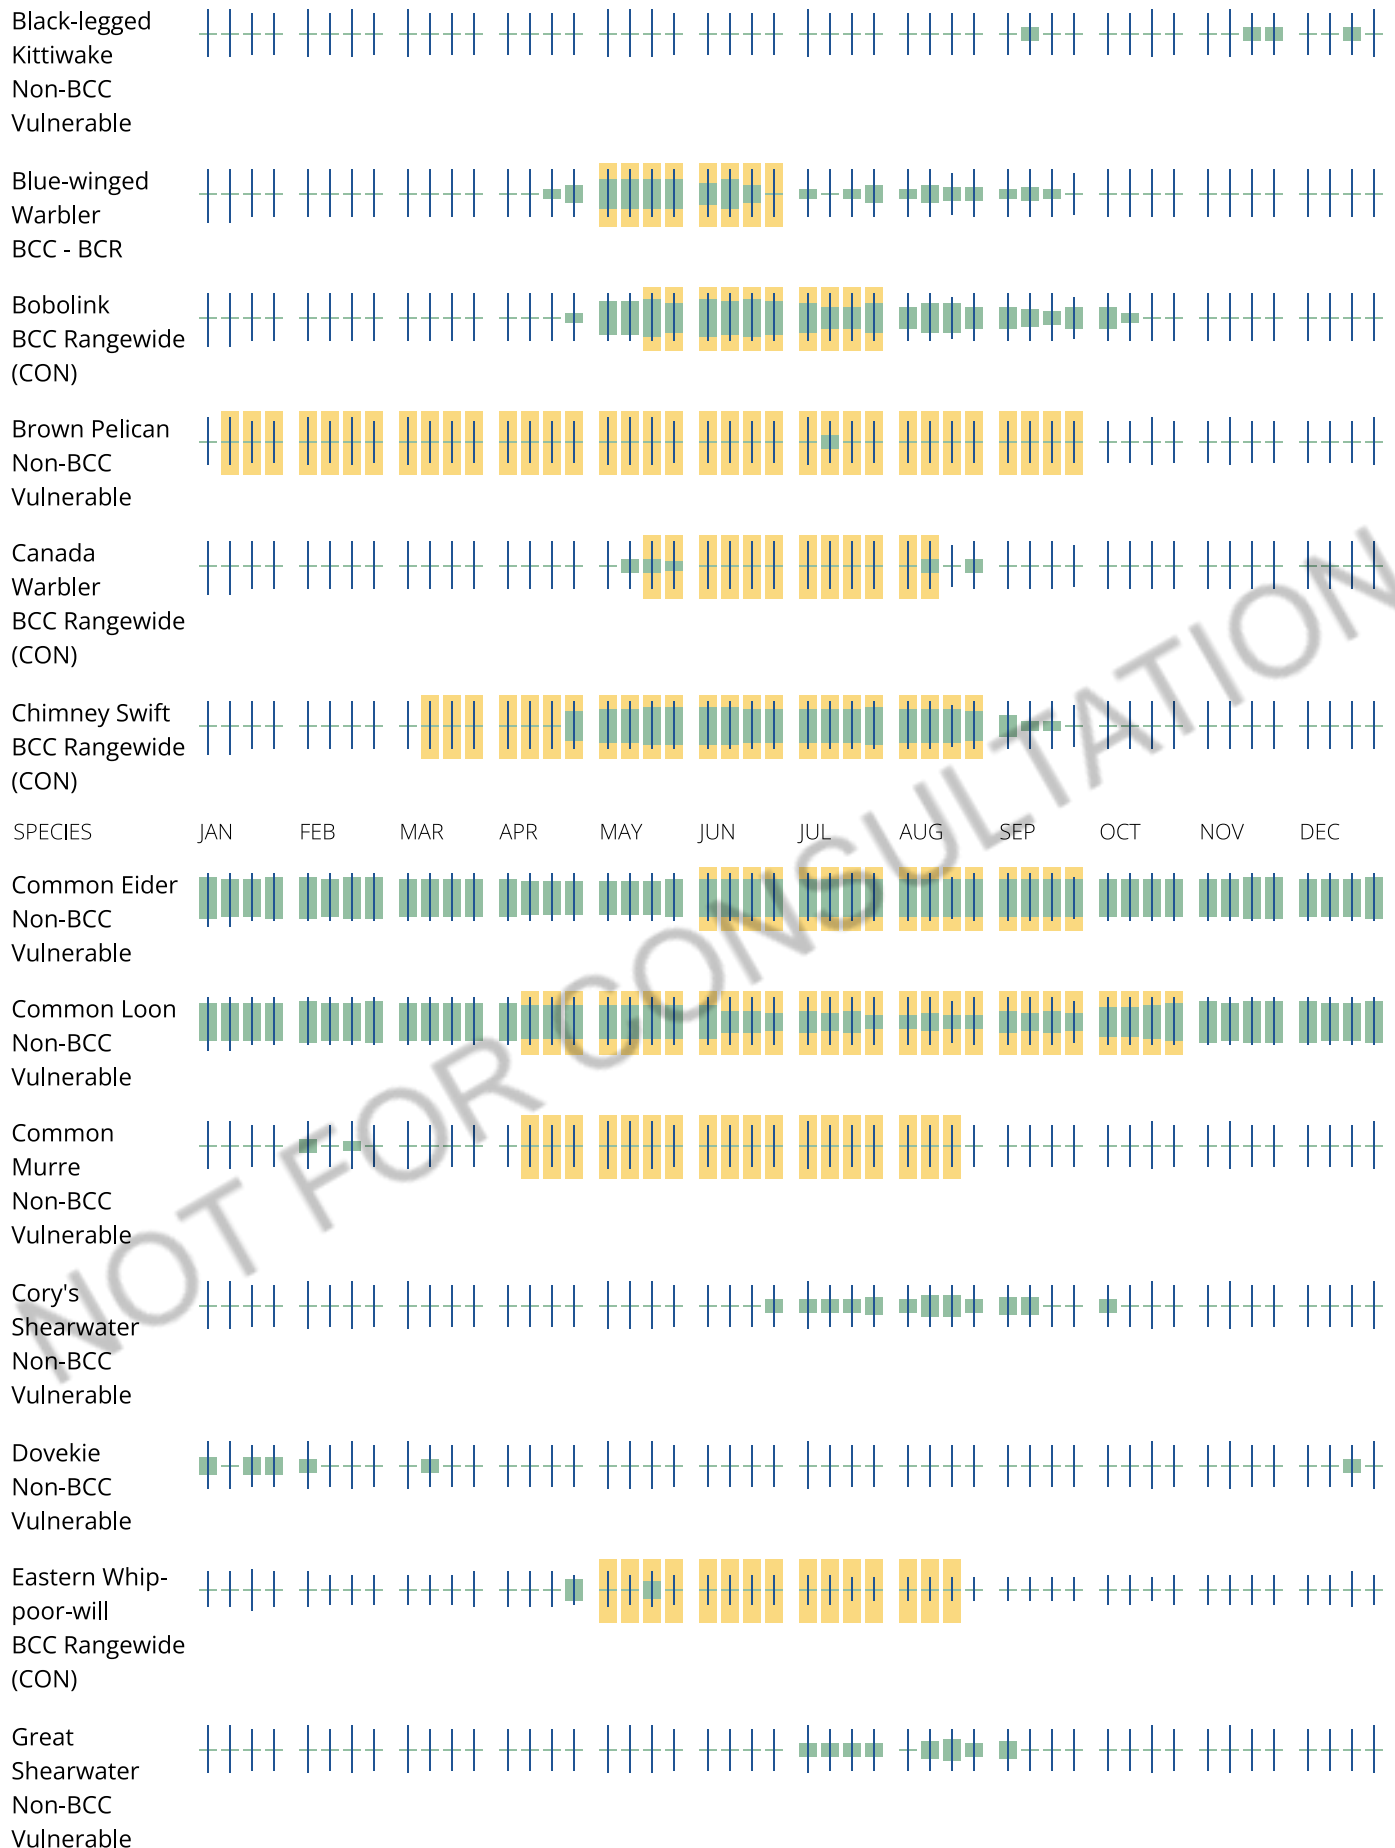 Black-legged
Kittiwake
Non-BCC
Vulnerable
Blue-winged
Warbler
BCC - BCR
Bobolink
BCC Rangewide
(CON)
Brown Pelican
Non-BCC
Vulnerable
Canada
Warbler
BCC Rangewide
(CON)
Chimney Swift
BCC Rangewide
(CON)
SPECIES JAN FEB MAR APR MAY JUN JUL AUG SEP OCT NOV DEC
Common Eider
Non-BCC
Vulnerable
Common Loon
Non-BCC
Vulnerable
Common
Murre
Non-BCC
Vulnerable
Cory's
Shearwater
Non-BCC
Vulnerable
Dovekie
Non-BCC
Vulnerable
Eastern Whip-
poor-will
BCC Rangewide
(CON)
Great
Shearwater
Non-BCC
Vulnerable
NOT FOR CONSULTATION